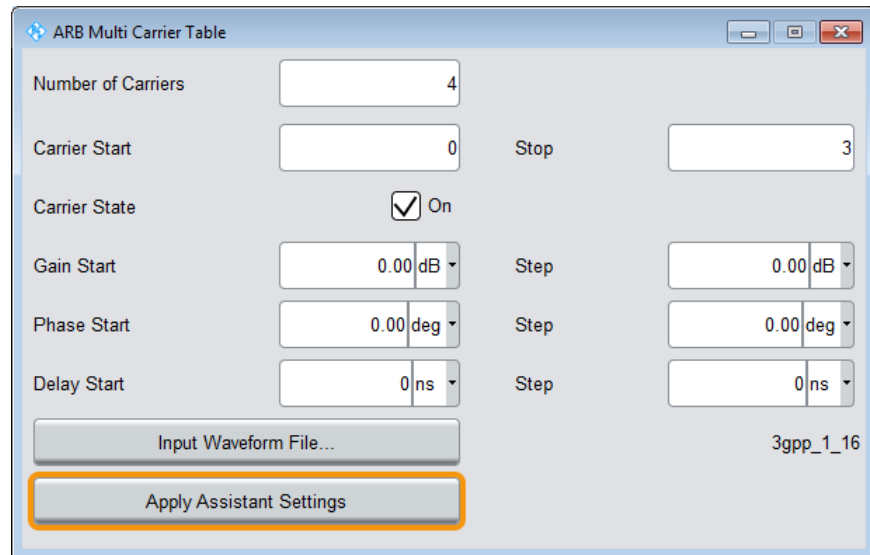 ARB Multi Carrier Table
Number of Carriers 4
Carrier Start 0 Stop 3
Carrier State On
Gain Start 0.00 dB Step 0.00 dB
Phase Start 0.00 deg Step 0.00 deg
Delay Start 0 ns Step 0 ns
Input Waveform File... 3gpp_1_16
Apply Assistant Settings